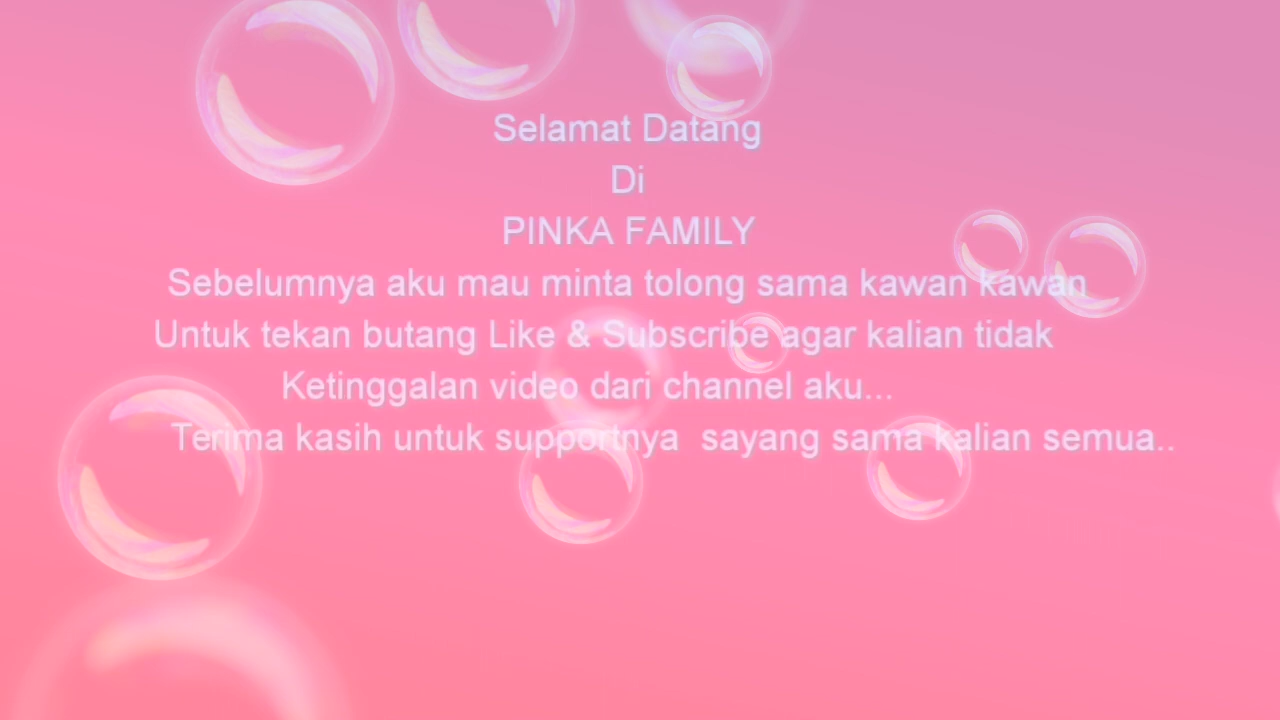 Selamat Datang
Di
PINKA FAMILY
Sebelumnya aku mau minta tolong sama kawan kawan
Untuk tekan butang Like & Subscribe agar kalian tidak
Ketinggalan video dari channel aku...
Terima kasih untuk supportnya  sayang sama kalian semua..